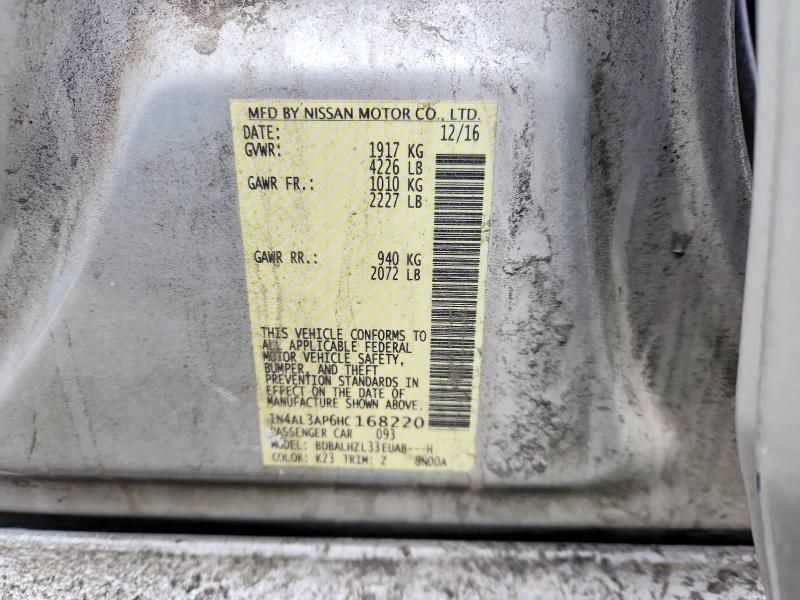 MFD BY NISSAN MOTOR CO., LTD.
DATE: 12/16
GVWR: 1917 KG
4226 LB
GAWR FR.: 1010 KG
2227 LB
GAWR RR.: 940 KG
2072 LB
THIS VEHICLE CONFORMS TO
ALL APPLICABLE FEDERAL
MOTOR VEHICLE SAFETY,
BUMPER, AND THEFT
PREVENTION STANDARDS IN
EFFECT ON THE DATE OF
MANUFACTURE SHOWN ABOVE.
1N4AL3AP6HC168220
PASSENGER CAR 093
MODEL: BDBALHZL33EUA8---H
COLOR: K23 TRIM: Z 9N00A